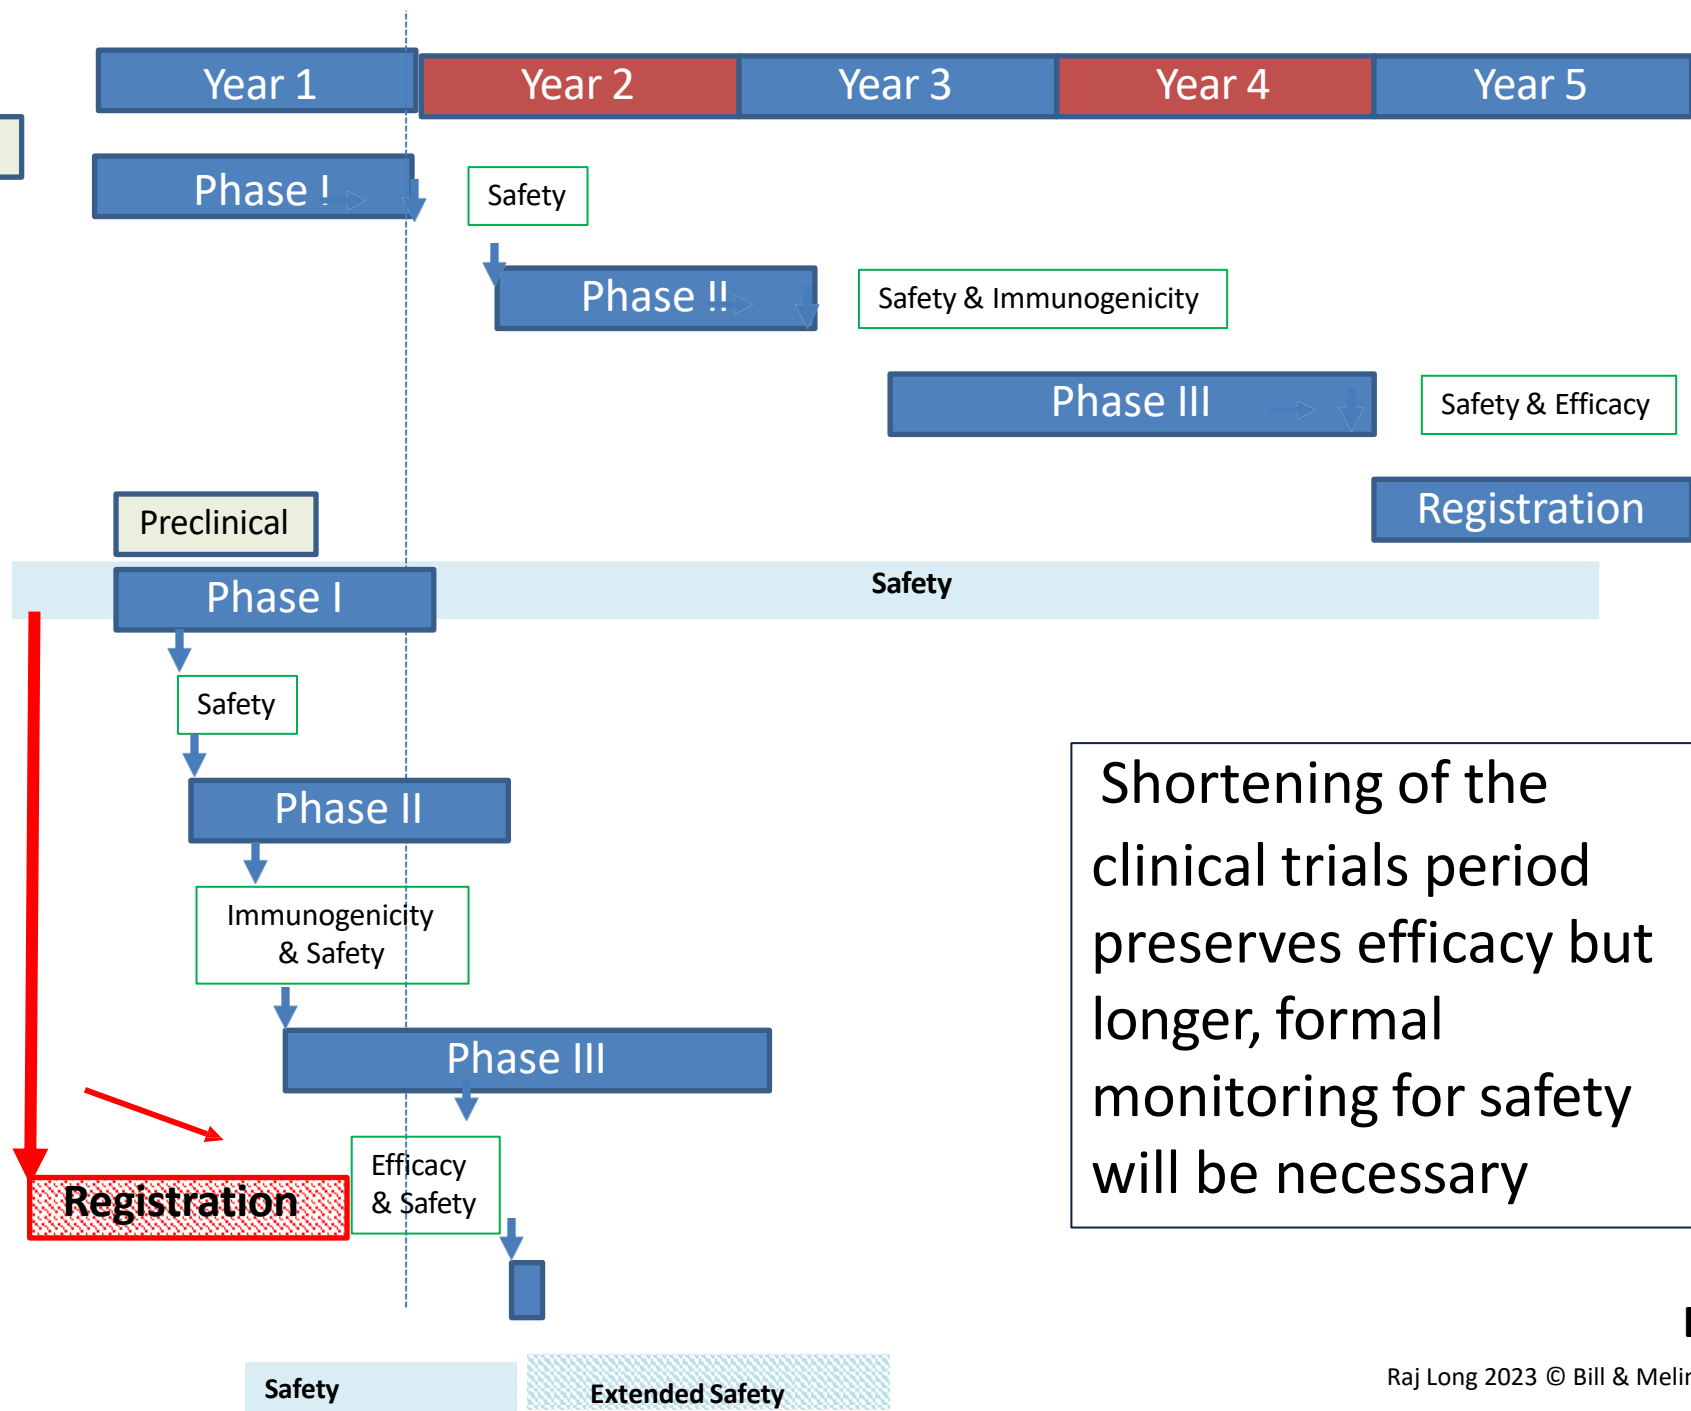 Year 1
Year 2
Year 3
Year 4
Year 5
Phase I
Safety
Phase II
Safety & Immunogenicity
Phase III
Safety & Efficacy
Registration
Preclinical
Phase I
Safety
Safety
Phase II
Immunogenicity
& Safety
Phase III
Efficacy
& Safety
Registration
Shortening of the
clinical trials period
preserves efficacy but
longer, formal
monitoring for safety
will be necessary
Safety
Extended Safety
Raj Long 2023 © Bill &